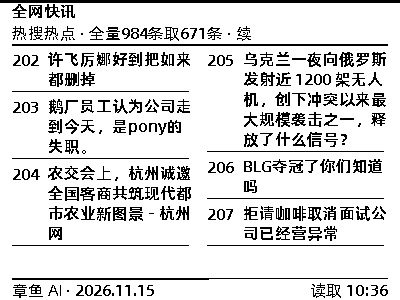 全网快讯
热搜热点·全量984条取671条·续
202 许飞厉娜好到把如来
都删掉
203 鹅厂员工认为公司走
到今天，是pony的
失职。
204 农交会上，杭州诚邀
全国客商共筑现代都
市农业新图景 - 杭州
网
205 乌克兰一夜向俄罗斯
发射近 1200 架无人
机，创下冲突以来最
大规模袭击之一，释
放了什么信号？
206 BLG夺冠了你们知道
吗
207 拒请咖啡取消面试公
司已经营异常
章鱼 AI · 2026.11.15
读取 10:36